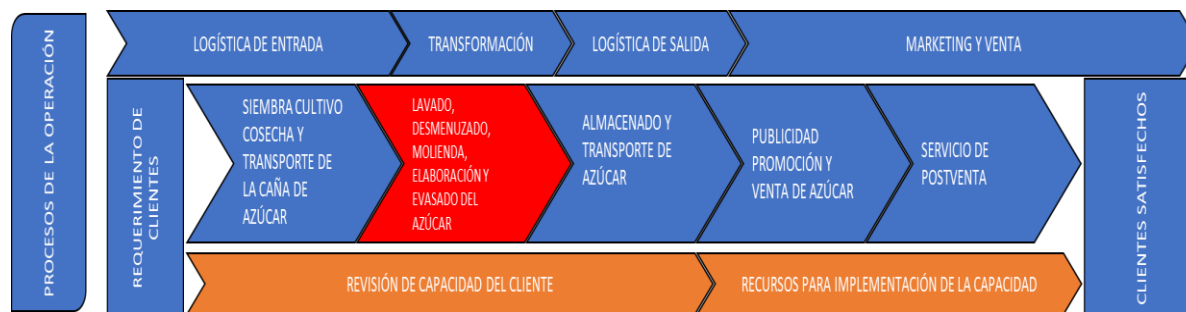 PROCESOS DE LA OPERACIÓN
LOGÍSTICA DE ENTRADA
TRANSFORMACIÓN
LOGÍSTICA DE SALIDA
MARKETING Y VENTA
REQUERIMIENTO DE
CLIENTES
SIEMBRA CULTIVO
COSECHA Y
TRANSPORTE DE
LA CAÑA DE
AZÚCAR
LAVADO,
DESMENUZADO,
MOLIENDA,
ELABORACIÓN Y
EVASADO DEL
AZÚCAR
ALMACENADO Y
TRANSPORTE DE
AZÚCAR
PUBLICIDAD
PROMOCIÓN Y
VENTA DE AZÚCAR
SERVICIO DE
POSTVENTA
CLIENTES SATISFECHOS
REVISIÓN DE CAPACIDAD DEL CLIENTE
RECURSOS PARA IMPLEMENTACIÓN DE LA CAPACIDAD